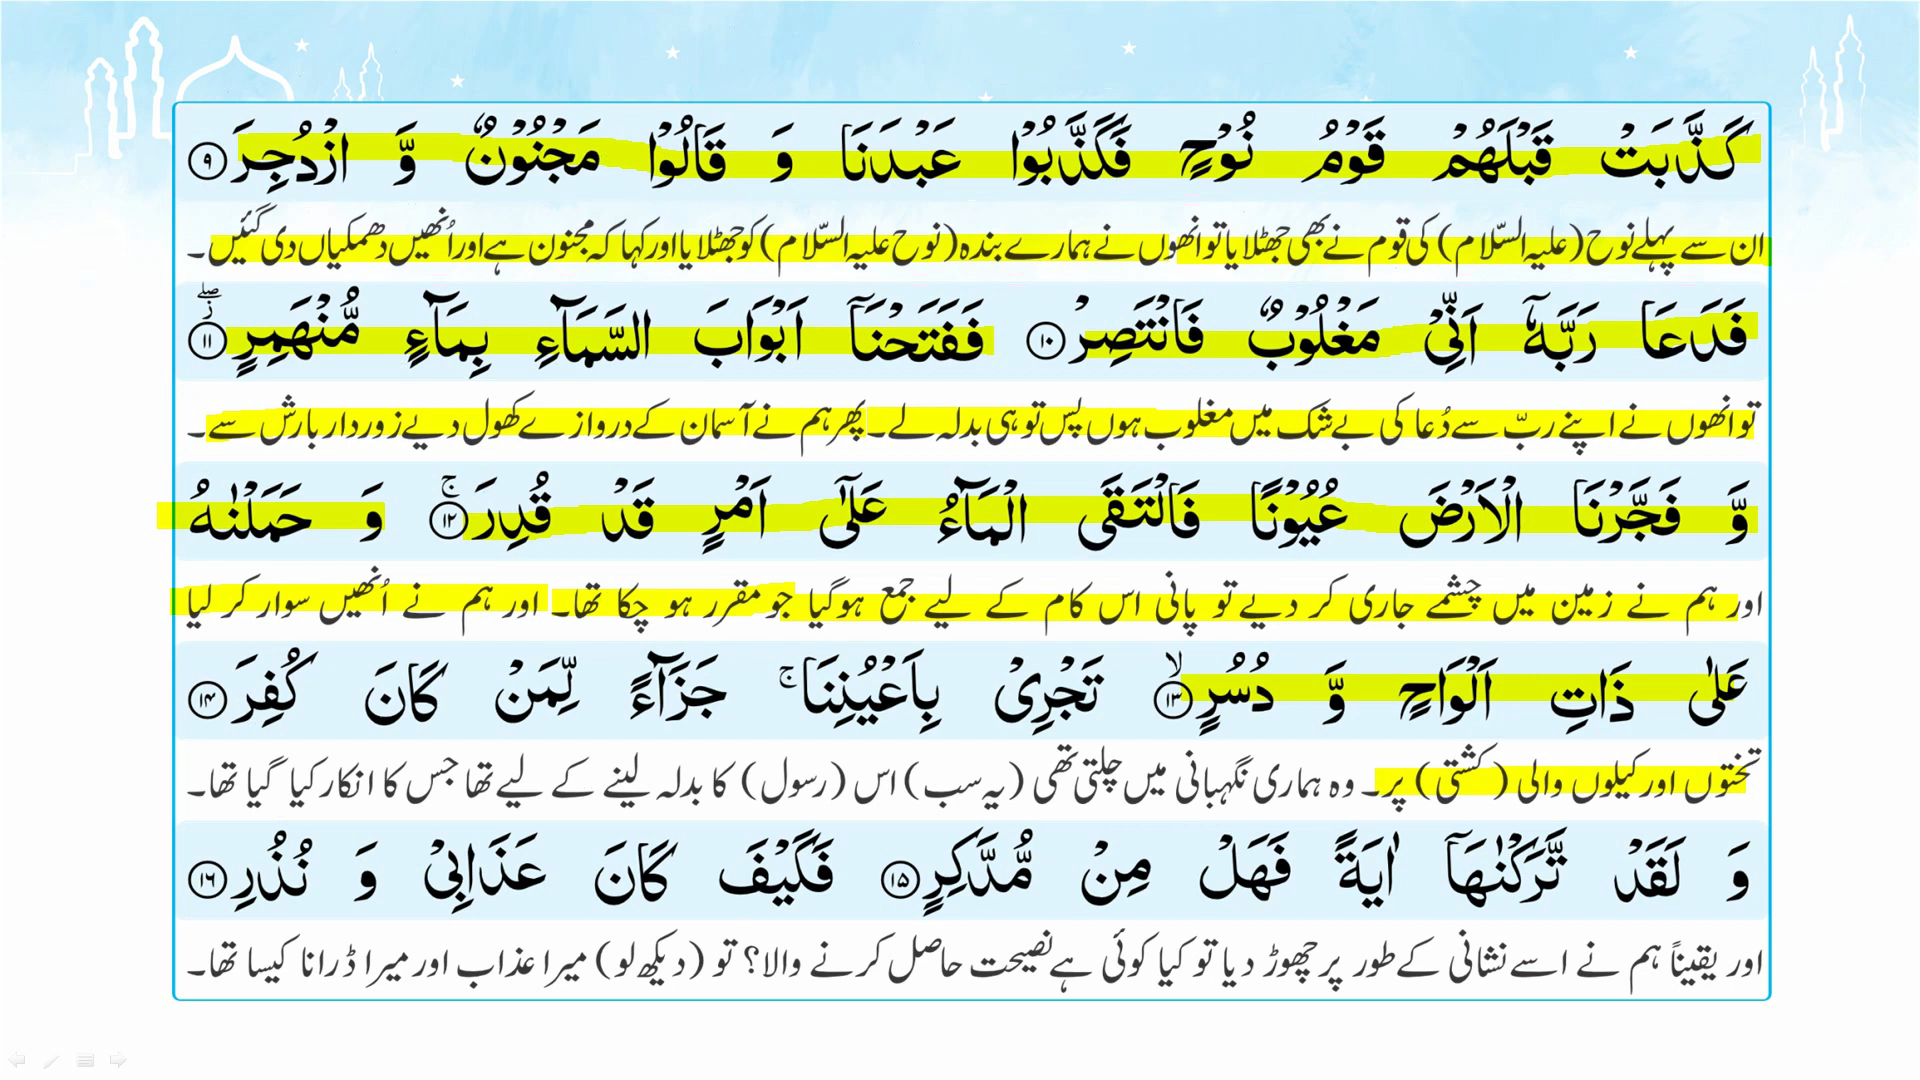 كَذَّبَتْ قَبْلَهُمْ قَوْمُ نُوْحٍ فَكَذَّبُوْا عَبْدَنَا وَ قَالُوْا مَجْنُوْنٌ وَّ ازْدُجِرَ ۹
ان سے پہلے نوح (علیہ السّلام) کی قوم نے بھی جھٹلایا تو انھوں نے ہمارے بندہ (نوح علیہ السّلام) کو جھٹلایا اور کہا کہ مجنون ہے اور اُنھیں دھمکیاں دی گئیں۔
فَدَعَا رَبَّهٗۤ اَنِّیْ مَغْلُوْبٌ فَانْتَصِرْ ۱۰ فَفَتَحْنَاۤ اَبْوَابَ السَّمَآءِ بِمَآءٍ مُّنْهَمِرٍ ۱۱
تو انھوں نے اپنے ربّ سے دُعا کی بے شک میں مغلوب ہوں پس تو ہی بدلہ لے۔ پھر ہم نے آسمان کے دروازے کھول دیے زوردار بارش سے۔
وَّ فَجَّرْنَا الْاَرْضَ عُیُوْنًا فَالْتَقَی الْمَآءُ عَلٰۤی اَمْرٍ قَدْ قُدِرَ ۚ ۱۲ وَ حَمَلْنٰهُ
اور ہم نے زمین میں چشمے جاری کر دیے تو پانی اس کام کے لیے جمع ہوگیا جو مقرر ہو چکا تھا۔ اور ہم نے اُنھیں سوار کر لیا
عَلٰی ذَاتِ اَلْوَاحٍ وَّ دُسُرٍ ۙ ۱۳ تَجْرِیْ بِاَعْیُنِنَا ۚ جَزَآءً لِّمَنْ كَانَ كُفِرَ ۱۴
تختوں اور کیلوں والی (کشتی) پر۔ وہ ہماری نگہبانی میں چلتی تھی (یہ سب) اس (رسول) کا بدلہ لینے کے لیے تھا جس کا انکار کیا گیا تھا۔
وَ لَقَدْ تَّرَكْنٰهَاۤ اٰیَةً فَهَلْ مِنْ مُّدَّكِرٍ ۱۵ فَكَیْفَ كَانَ عَذَابِیْ وَ نُذُرِ ۱۶
اور یقیناً ہم نے اسے نشانی کے طور پر چھوڑ دیا تو کیا کوئی ہے نصیحت حاصل کرنے والا؟ تو (دیکھ لو) میرا عذاب اور میرا ڈرانا کیسا تھا۔